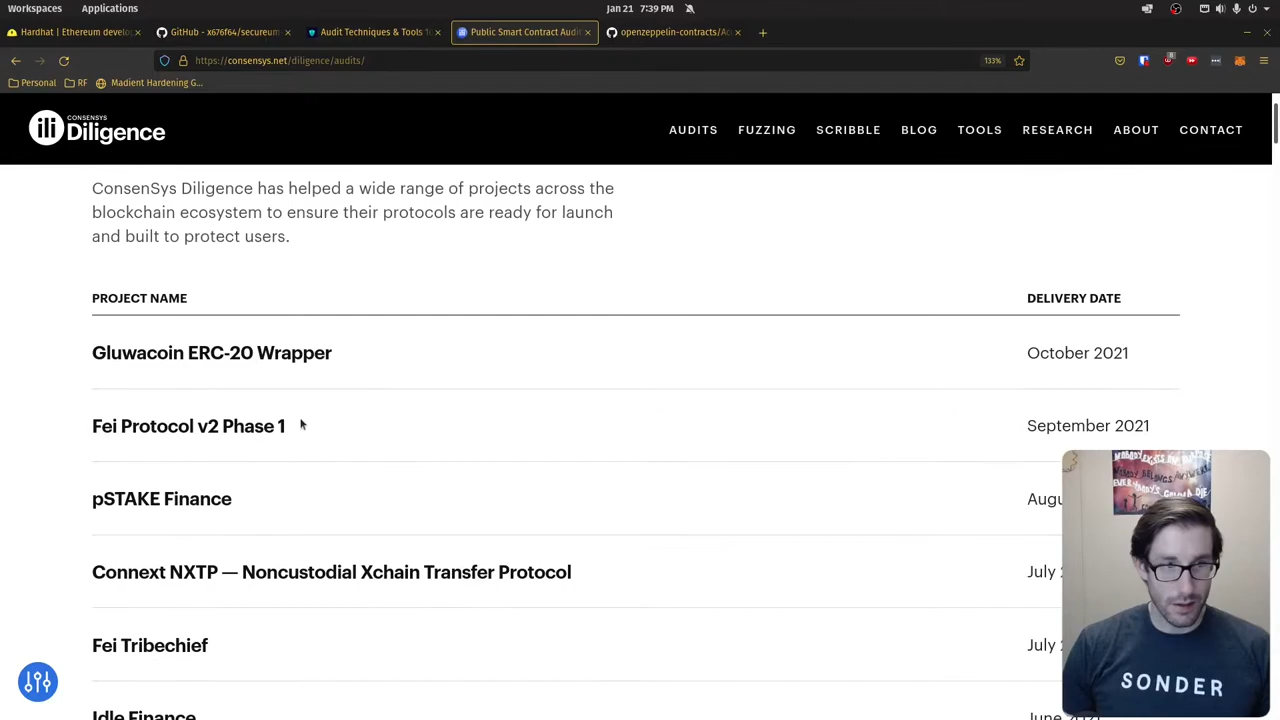 Workspaces
Applications
Jan 21 7:39 PM
Hardhat | Ethereum develo
GitHub - x676f64/secureum
Audit Techniques & Tools 1
Public Smart Contract Audi
openzeppelin-contracts/Ac
https://consensys.net/diligence/audits/
133%
Personal
RF
Madient Hardening G...
CONSENSYS
Diligence
AUDITS
FUZZING
SCRIBBLE
BLOG
TOOLS
RESEARCH
ABOUT
CONTACT
ConsenSys Diligence has helped a wide range of projects across the
blockchain ecosystem to ensure their protocols are ready for launch
and built to protect users.
PROJECT NAME
DELIVERY DATE
Gluwacoin ERC-20 Wrapper
October 2021
Fei Protocol v2 Phase 1
September 2021
pSTAKE Finance
Augu
Connext NXTP — Noncustodial Xchain Transfer Protocol
July 2
Fei Tribechief
July 2
Idle Finance
SONDER